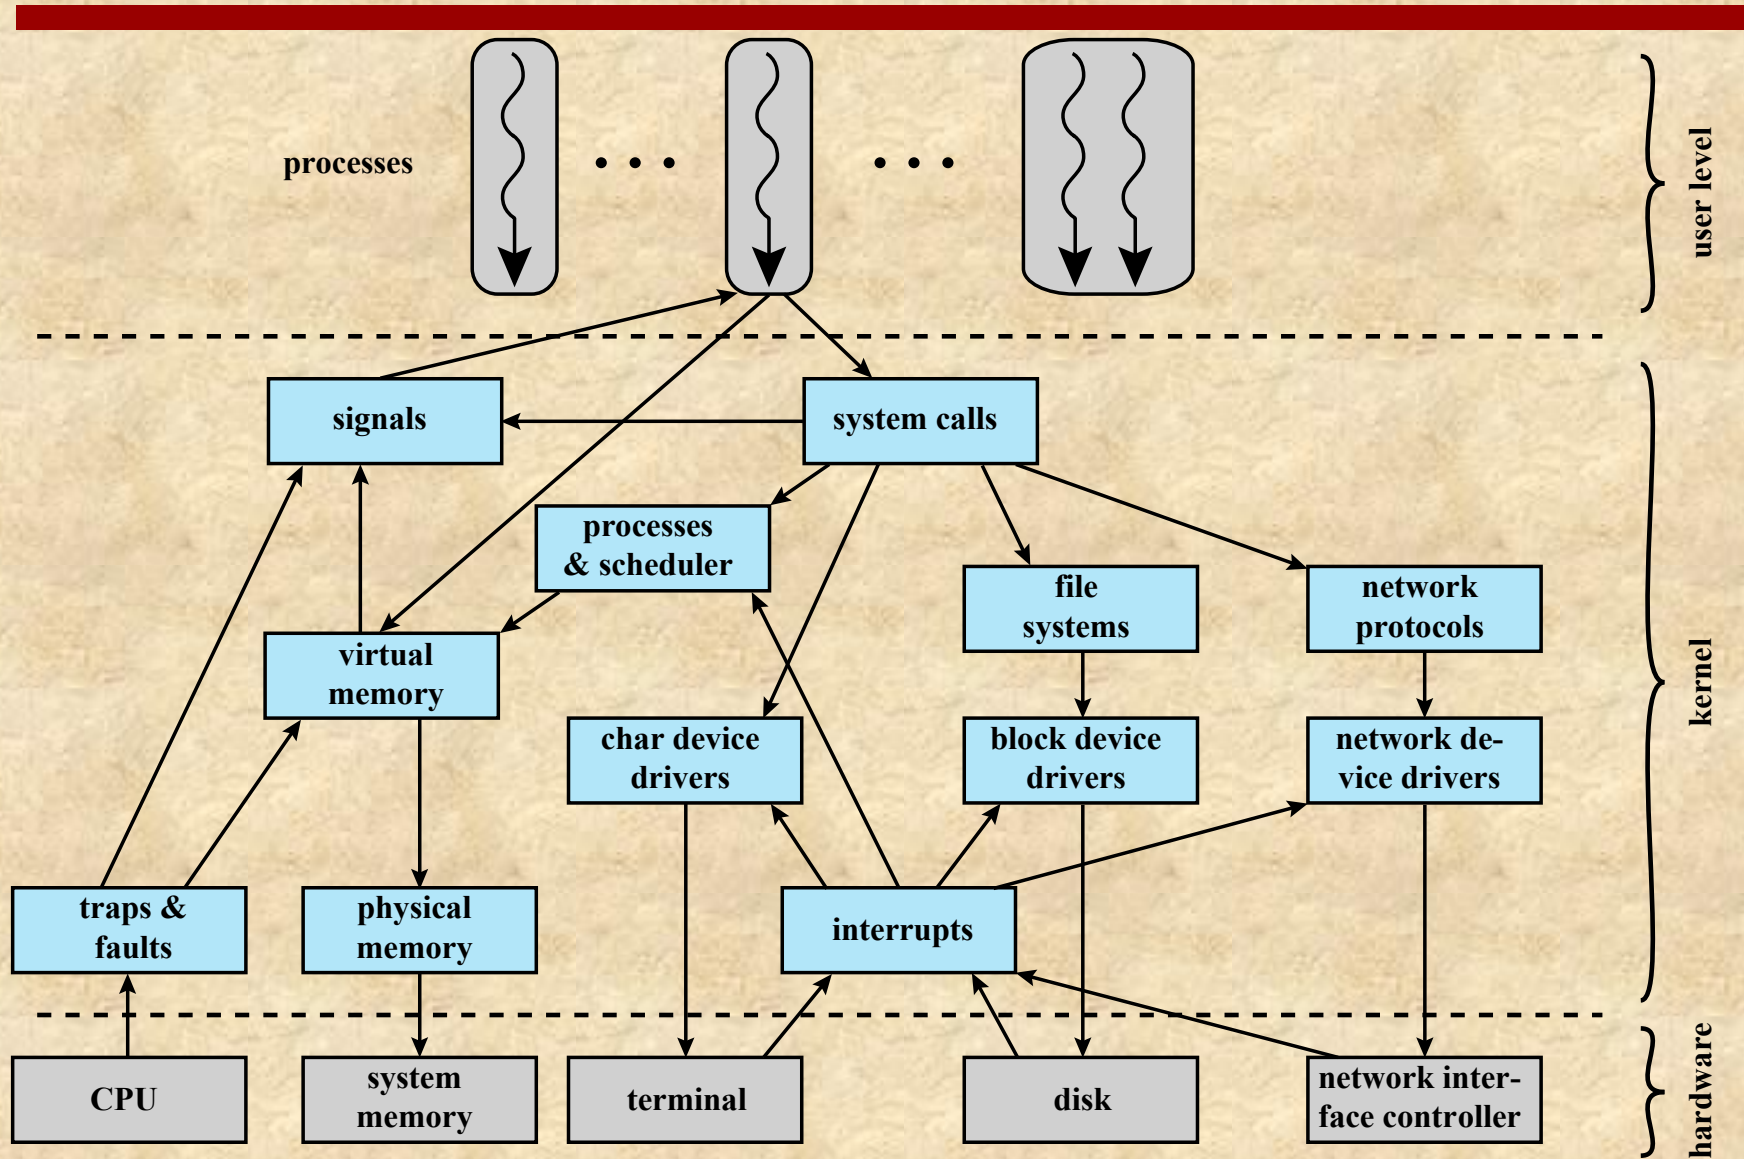 processes
user level
signals
system calls
processes
& scheduler
file
systems
network
protocols
virtual
memory
kernel
char device
drivers
block device
drivers
network de-
vice drivers
traps &
faults
physical
memory
interrupts
CPU
system
memory
terminal
disk
network inter-
face controller
hardware